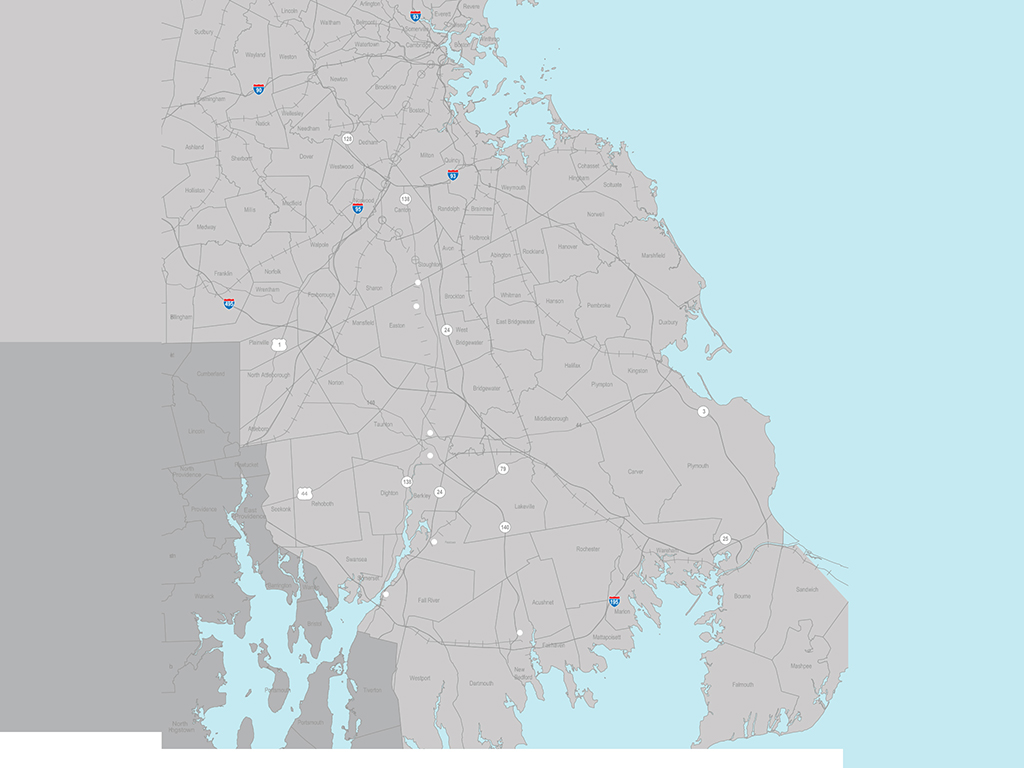 Arlington
Revere
Lincoln
Waltham
Belmont
93
Everett
Chelsea
Somerville
Sudbury
Watertown
Cambridge
Boston
Winthrop
Wayland
Weston
Newton
Brookline
90
Framingham
Boston
Wellesley
Natick
Needham
128
Dedham
Ashland
Sherborn
Dover
Westwood
Milton
Quincy
93
Cohasset
Hingham
Scituate
Weymouth
Holliston
Medfield
Norwood
95
138
Canton
Randolph
Braintree
Millis
Norwell
Medway
Holbrook
Walpole
Avon
Hanover
Abington
Rockland
Marshfield
Stoughton
Franklin
Norfolk
Wrentham
Foxborough
Sharon
Brockton
Whitman
Hanson
Pembroke
495
Bellingham
Mansfield
Easton
24
West
Bridgewater
East Bridgewater
Duxbury
Plainville
1
Cumberland
North Attleborough
Norton
Halifax
Plympton
Kingston
Bridgewater
140
3
Middleborough
44
Taunton
Lincoln
Attleboro
North
Providence
Pawtucket
79
Carver
Plymouth
138
44
Dighton
Berkley
24
Rehoboth
Seekonk
Providence
East
Providence
Lakeville
140
25
Rochester
Wareham
Swansea
Somerset
Barrington
Warwick
Fall River
Acushnet
195
Marion
Bourne
Sandwich
Bristol
Mattapoisett
Fairhaven
Mashpee
New
Bedford
Westport
Dartmouth
Falmouth
Tiverton
Portsmouth
Portsmouth
North
Kingstown